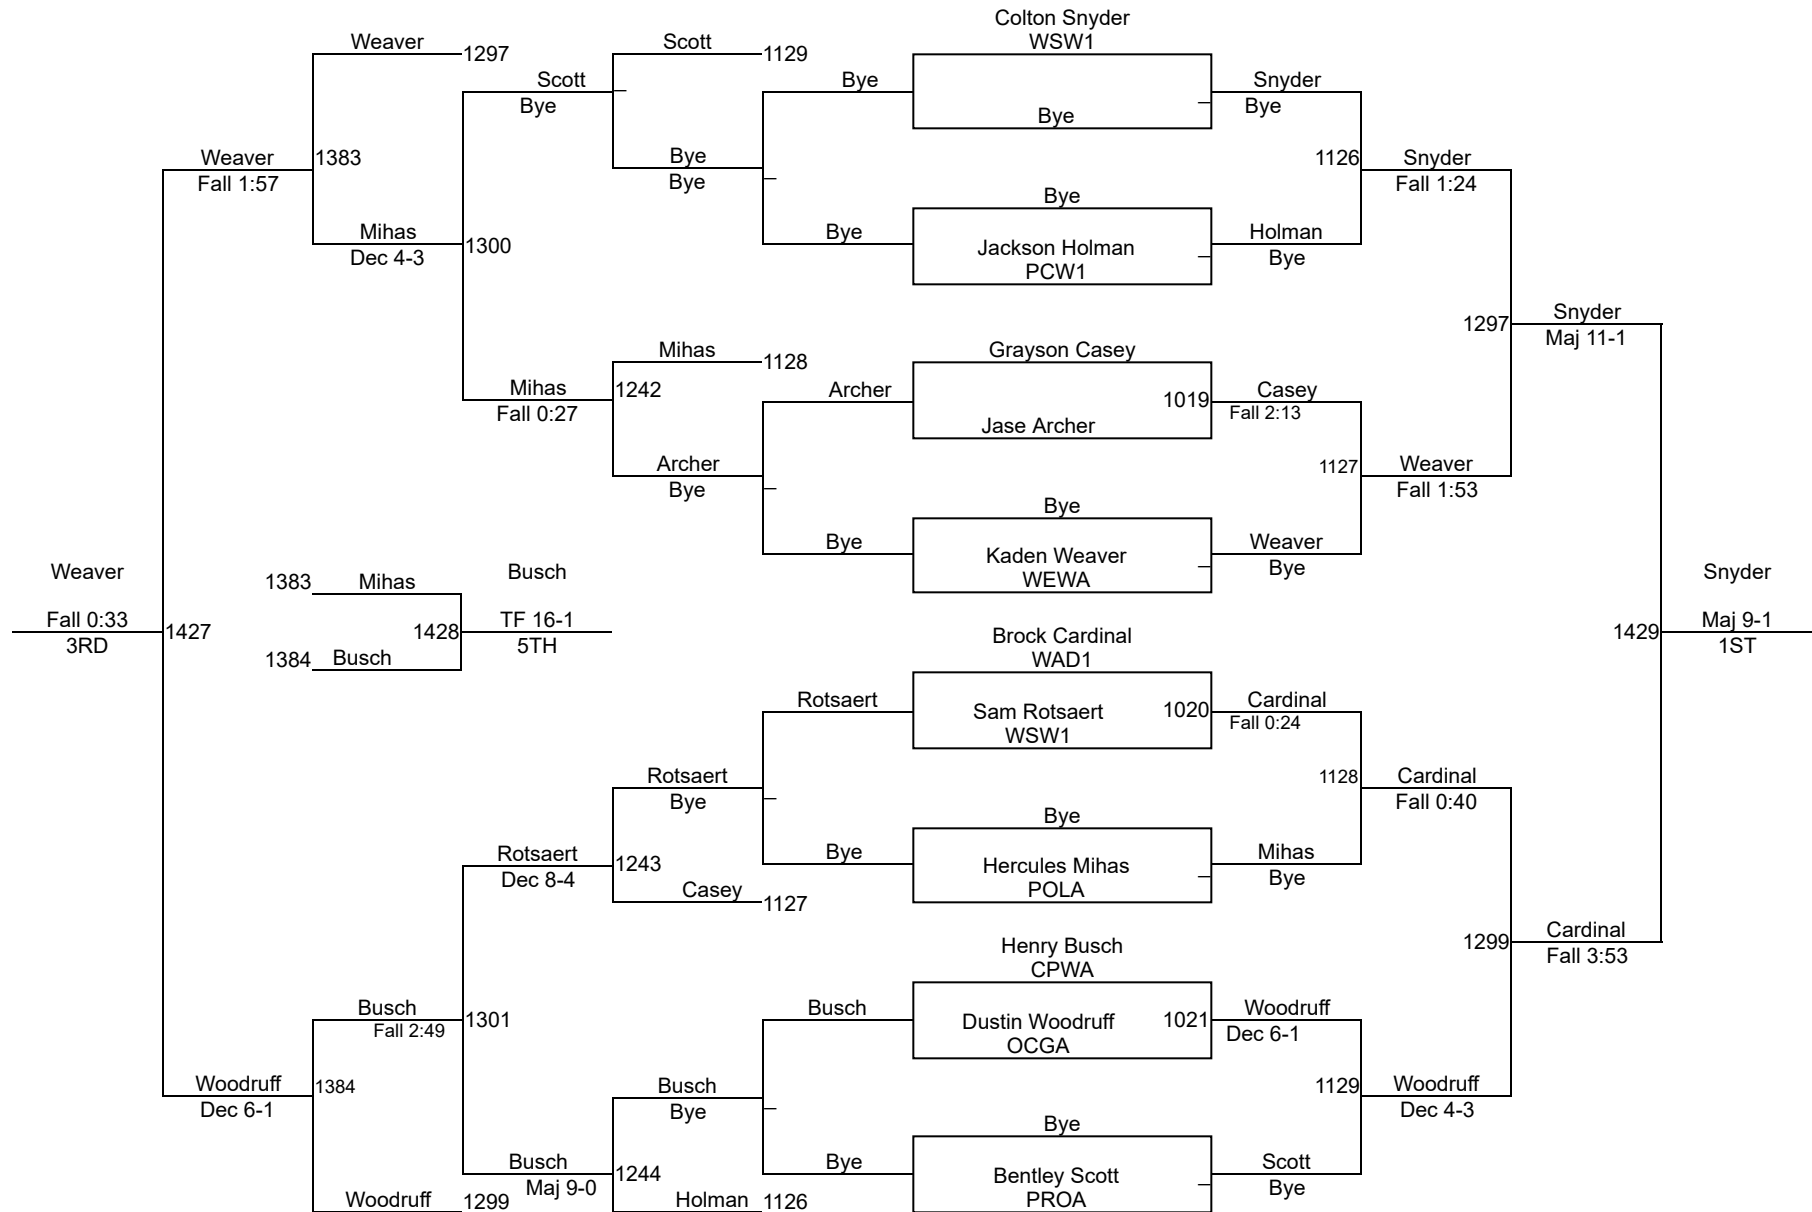 Colton Snyder
WSW1
Bye
Bye
Jackson Holman
PCW1
Grayson Casey
Jase Archer
1019
Bye
Kaden Weaver
WEWA
Brock Cardinal
WAD1
Sam Rotsaert
WSW1
1020
Bye
Hercules Mihas
POLA
Henry Busch
CPWA
Dustin Woodruff
OCGA
1021
Bye
Bentley Scott
PROA
Snyder
Bye
Holman
Bye
Casey
Fall 2:13
Weaver
Bye
Cardinal
Fall 0:24
Mihas
Bye
Woodruff
Dec 6-1
Scott
Bye
1126
Snyder
Fall 1:24
1127
Weaver
Fall 1:53
1128
Cardinal
Fall 0:40
1129
Woodruff
Dec 4-3
1297
Snyder
Maj 11-1
1299
Cardinal
Fall 3:53
Snyder
1429
Maj 9-1
1ST
Bye
Bye
Archer
Bye
Rotsaert
Bye
Busch
Bye
Scott
1129
Bye
Bye
Mihas
1128
Archer
Bye
Rotsaert
Bye
Casey
1127
Busch
Bye
Holman
1126
Scott
Bye
Mihas
Fall 0:27
1242
Rotsaert
Dec 8-4
1243
Busch
Maj 9-0
1244
Weaver
1297
Mihas
Dec 4-3
1300
Busch
Fall 2:49
1301
Woodruff
1299
Weaver
Fall 1:57
1383
Woodruff
Dec 6-1
1384
Weaver
Fall 0:33
3RD
1427
1383
Mihas
1384
Busch
1428
Busch
TF 16-1
5TH